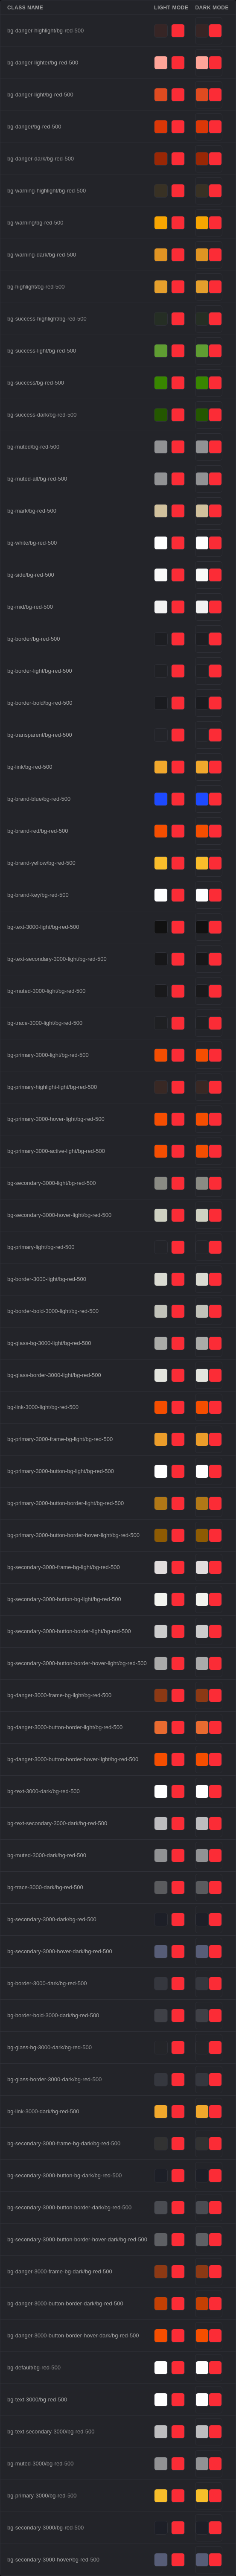 CLASS NAME LIGHT MODE DARK MODE
bg-danger-highlight/bg-red-500
bg-danger-lighter/bg-red-500
bg-danger-light/bg-red-500
bg-danger/bg-red-500
bg-danger-dark/bg-red-500
bg-warning-highlight/bg-red-500
bg-warning/bg-red-500
bg-warning-dark/bg-red-500
bg-highlight/bg-red-500
bg-success-highlight/bg-red-500
bg-success-light/bg-red-500
bg-success/bg-red-500
bg-success-dark/bg-red-500
bg-muted/bg-red-500
bg-muted-alt/bg-red-500
bg-mark/bg-red-500
bg-white/bg-red-500
bg-side/bg-red-500
bg-mid/bg-red-500
bg-border/bg-red-500
bg-border-light/bg-red-500
bg-border-bold/bg-red-500
bg-transparent/bg-red-500
bg-link/bg-red-500
bg-brand-blue/bg-red-500
bg-brand-red/bg-red-500
bg-brand-yellow/bg-red-500
bg-brand-key/bg-red-500
bg-text-3000-light/bg-red-500
bg-text-secondary-3000-light/bg-red-500
bg-muted-3000-light/bg-red-500
bg-trace-3000-light/bg-red-500
bg-primary-3000-light/bg-red-500
bg-primary-highlight-light/bg-red-500
bg-primary-3000-hover-light/bg-red-500
bg-primary-3000-active-light/bg-red-500
bg-secondary-3000-light/bg-red-500
bg-secondary-3000-hover-light/bg-red-500
bg-primary-light/bg-red-500
bg-border-3000-light/bg-red-500
bg-border-bold-3000-light/bg-red-500
bg-glass-bg-3000-light/bg-red-500
bg-glass-border-3000-light/bg-red-500
bg-link-3000-light/bg-red-500
bg-primary-3000-frame-bg-light/bg-red-500
bg-primary-3000-button-bg-light/bg-red-500
bg-primary-3000-button-border-light/bg-red-500
bg-primary-3000-button-border-hover-light/bg-red-500
bg-secondary-3000-frame-bg-light/bg-red-500
bg-secondary-3000-button-bg-light/bg-red-500
bg-secondary-3000-button-border-light/bg-red-500
bg-secondary-3000-button-border-hover-light/bg-red-500
bg-danger-3000-frame-bg-light/bg-red-500
bg-danger-3000-button-border-light/bg-red-500
bg-danger-3000-button-border-hover-light/bg-red-500
bg-text-3000-dark/bg-red-500
bg-text-secondary-3000-dark/bg-red-500
bg-muted-3000-dark/bg-red-500
bg-trace-3000-dark/bg-red-500
bg-secondary-3000-dark/bg-red-500
bg-secondary-3000-hover-dark/bg-red-500
bg-border-3000-dark/bg-red-500
bg-border-bold-3000-dark/bg-red-500
bg-glass-bg-3000-dark/bg-red-500
bg-glass-border-3000-dark/bg-red-500
bg-link-3000-dark/bg-red-500
bg-secondary-3000-frame-bg-dark/bg-red-500
bg-secondary-3000-button-bg-dark/bg-red-500
bg-secondary-3000-button-border-dark/bg-red-500
bg-secondary-3000-button-border-hover-dark/bg-red-500
bg-danger-3000-frame-bg-dark/bg-red-500
bg-danger-3000-button-border-dark/bg-red-500
bg-danger-3000-button-border-hover-dark/bg-red-500
bg-default/bg-red-500
bg-text-3000/bg-red-500
bg-text-secondary-3000/bg-red-500
bg-muted-3000/bg-red-500
bg-primary-3000/bg-red-500
bg-secondary-3000/bg-red-500
bg-secondary-3000-hover/bg-red-500